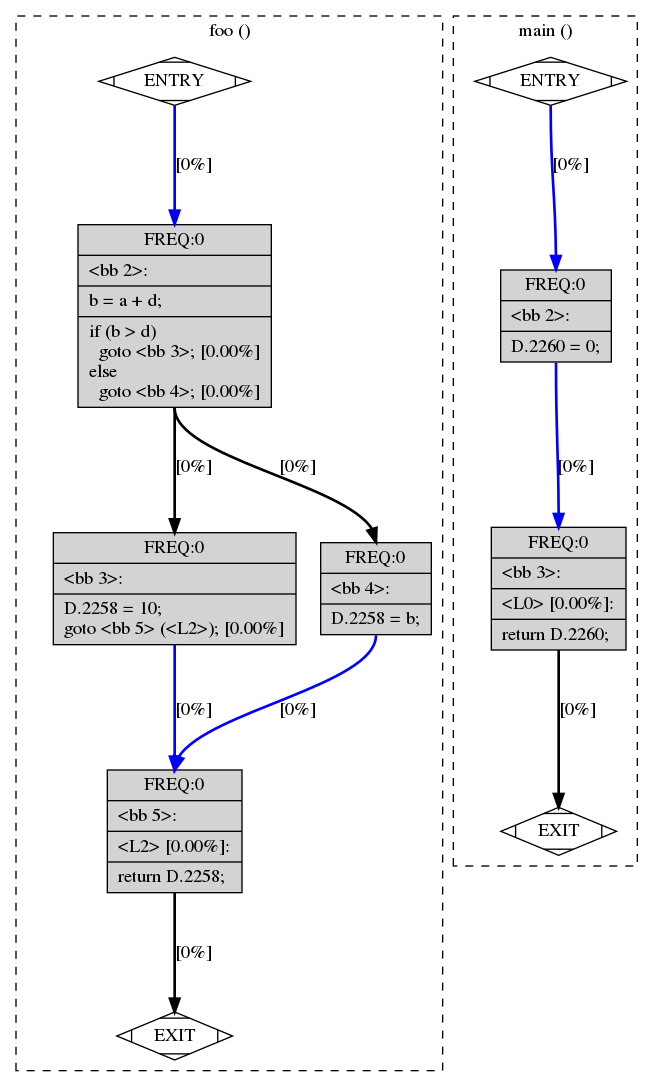 foo ()
ENTRY
[0%]
FREQ:0
<bb 2>:
b = a + d;
if (b > d)
goto <bb 3>; [0.00%]
else
goto <bb 4>; [0.00%]
[0%]
[0%]
FREQ:0
<bb 3>:
D.2258 = 10;
goto <bb 5> (<L2>); [0.00%]
FREQ:0
<bb 4>:
D.2258 = b;
[0%]
[0%]
FREQ:0
<bb 5>:
<L2> [0.00%]:
return D.2258;
[0%]
EXIT
main ()
ENTRY
[0%]
FREQ:0
<bb 2>:
D.2260 = 0;
[0%]
FREQ:0
<bb 3>:
<L0> [0.00%]:
return D.2260;
[0%]
EXIT